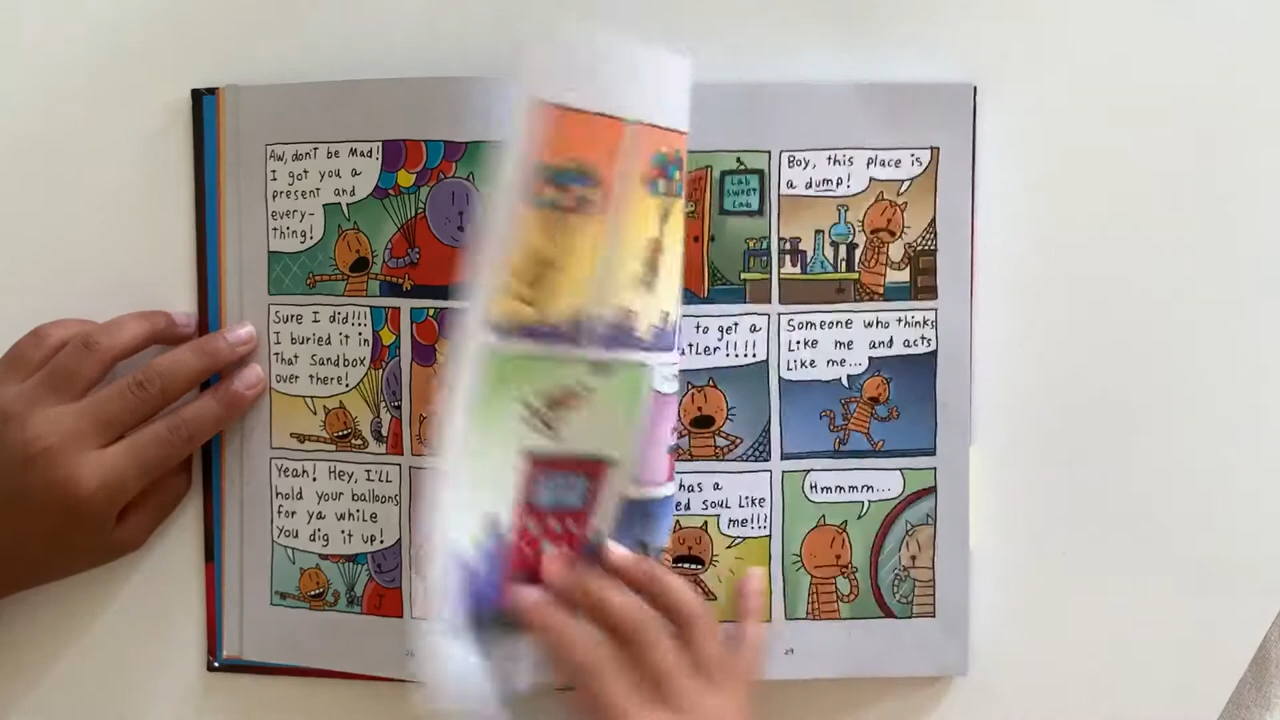 Aw, don't be Mad!
I got you a
present and
every-
thing!
Sure I did!!!
I buried it in
That Sandbox
over there!
J
Yeah! Hey, I'll
hold your balloons
for ya while
You dig it up!
J
26
Lab
sweet
Lab
Boy, this place is
a dump!
to get a
!!!!
Someone who thinks
Like me and acts
Like me...
has a
soul Like
me!!!
Hmmmm...
29